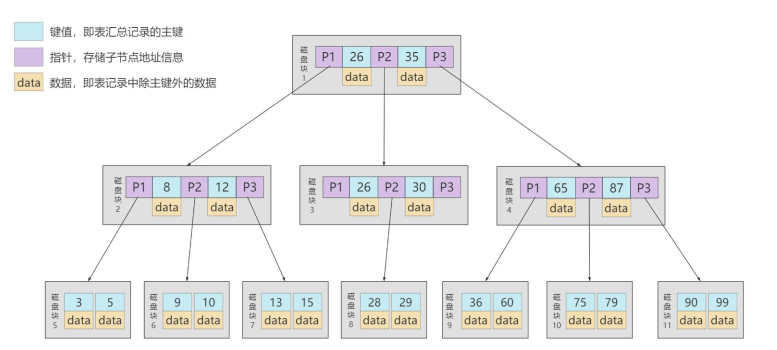 键值，即表汇总记录的主键
指针，存储子节点地址信息
data 数据，即表记录中除主键外的数据
磁盘块1 P1 26 P2 35 P3
data data
磁盘块2 P1 8 P2 12 P3
data data
磁盘块3 P1 26 P2 30 P3
data data
磁盘块4 P1 65 P2 87 P3
data data
磁盘块5 3 5
data data
磁盘块6 9 10
data data
磁盘块7 13 15
data data
磁盘块8 28 29
data data
磁盘块9 36 60
data data
磁盘块10 75 79
data data
磁盘块11 90 99
data data